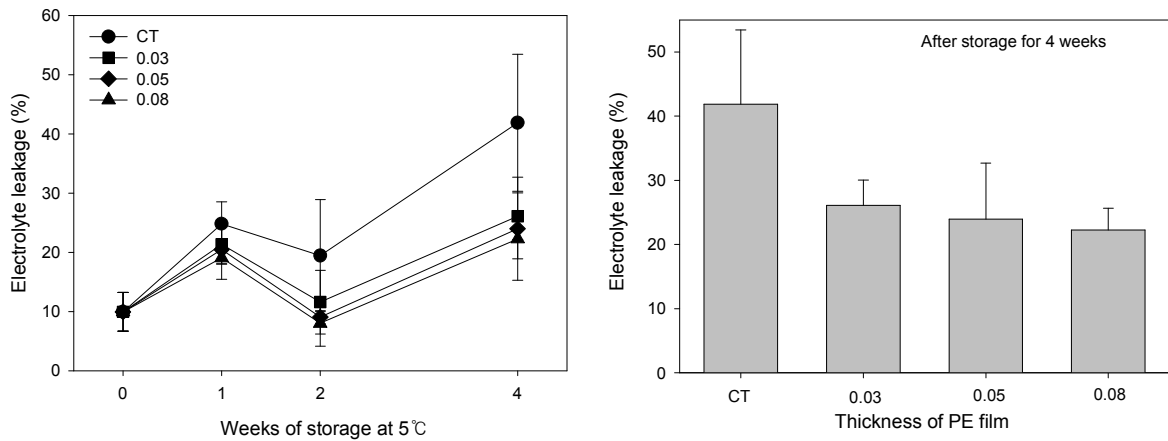 60
50
40
30
20
10
0
Electrolyte leakage (%)
CT
0.03
0.05
0.08
0 1 2 4
Weeks of storage at 5℃
50
40
30
20
10
0
Electrolyte leakage (%)
After storage for 4 weeks
CT 0.03 0.05 0.08
Thickness of PE film